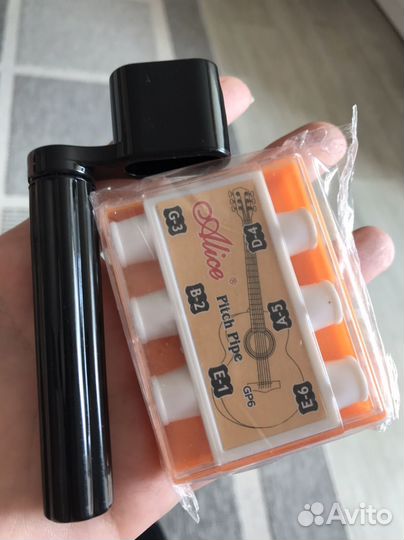 G-3
D-4
Alice®
B-2
A-5
Pitch Pipe
E-1
GP6
E-6
Avito